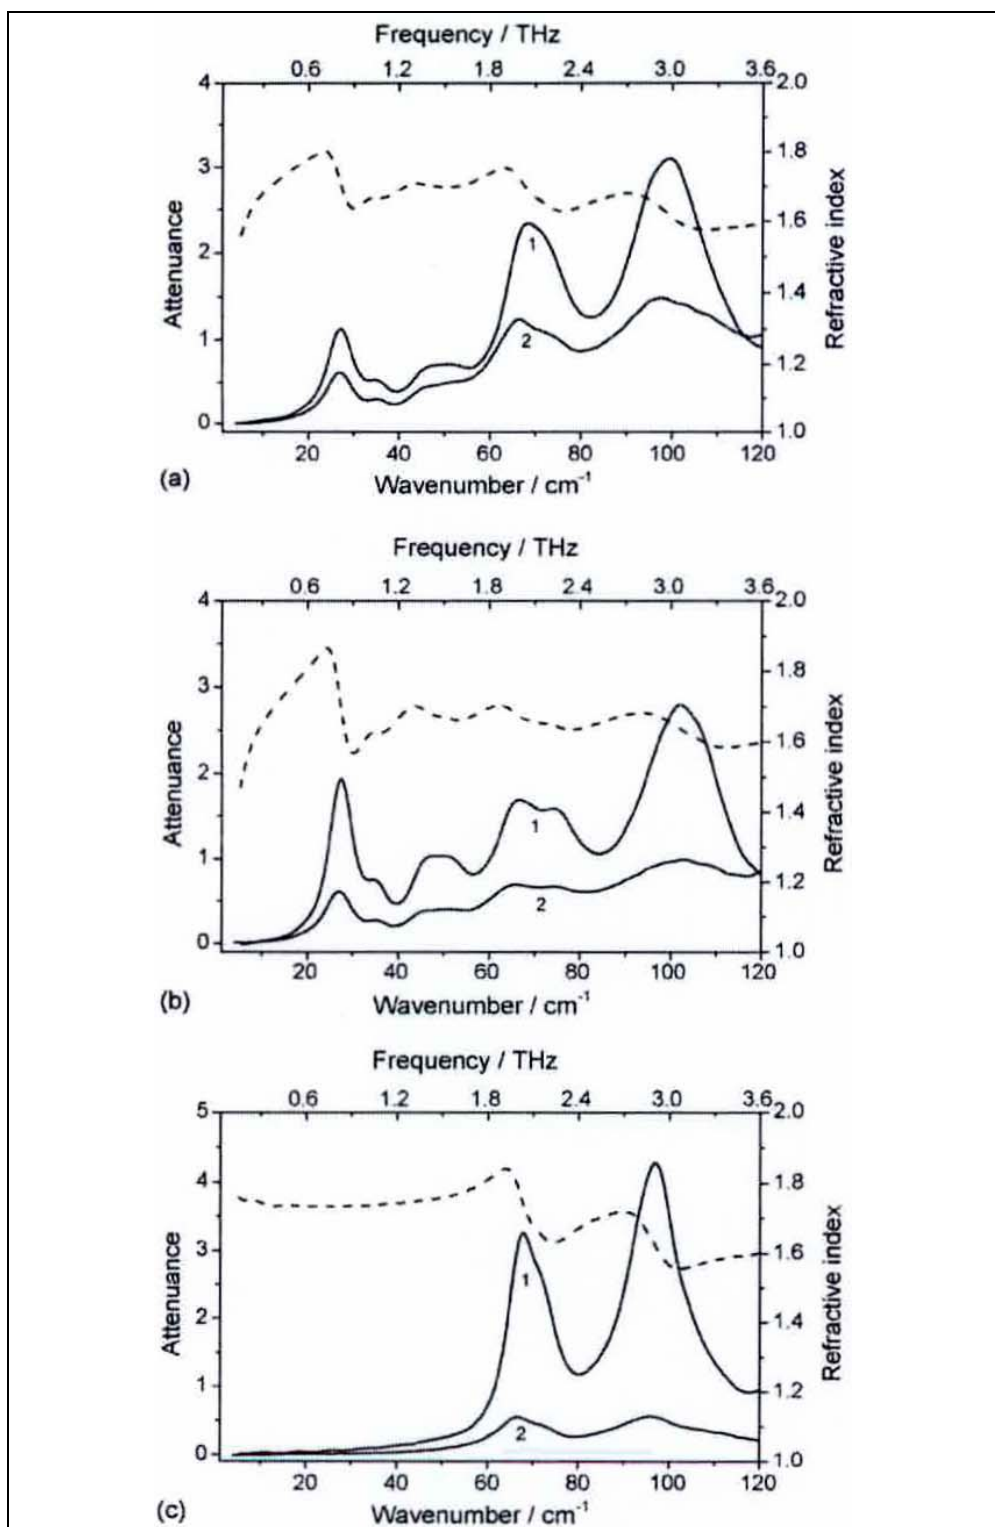 Frequency / THz
0.6 1.2 1.8 2.4 3.0 3.6
4 3 2 1 0
Attenuance
2.0 1.8 1.6 1.4 1.2 1.0
Refractive index
1
2
20 40 60 80 100 120
(a)
Wavenumber / cm-1
Frequency / THz
0.6 1.2 1.8 2.4 3.0 3.6
4 3 2 1 0
Attenuance
2.0 1.8 1.6 1.4 1.2 1.0
Refractive index
1
2
20 40 60 80 100 120
(b)
Wavenumber / cm-1
Frequency / THz
0.6 1.2 1.8 2.4 3.0 3.6
5 4 3 2 1 0
Attenuance
2.0 1.8 1.6 1.4 1.2 1.0
Refractive index
1
2
20 40 60 80 100 120
(c)
Wavenumber / cm-1